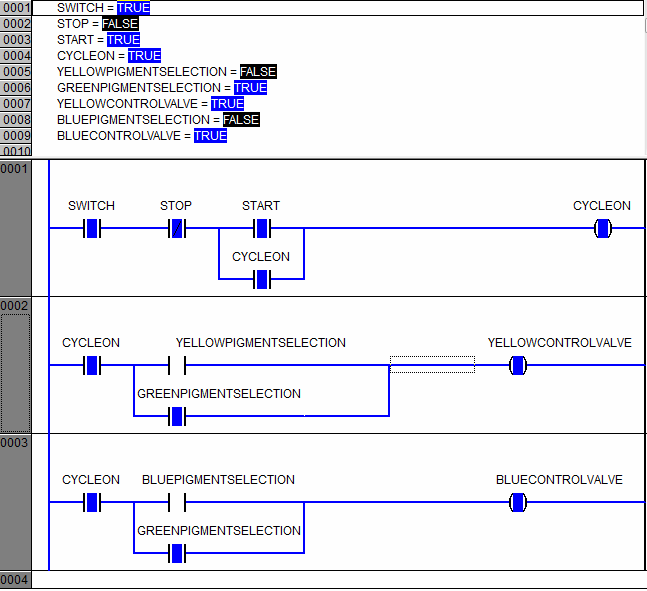 0001 SWITCH = TRUE
0002 STOP = FALSE
0003 START = TRUE
0004 CYCLEON = TRUE
0005 YELLOWPIGMENTSELECTION = FALSE
0006 GREENPIGMENTSELECTION = TRUE
0007 YELLOWCONTROLVALVE = TRUE
0008 BLUEPIGMENTSELECTION = FALSE
0009 BLUECONTROLVALVE = TRUE
0010
0001
SWITCH STOP START CYCLEON
CYCLEON
0002
CYCLEON YELLOWPIGMENTSELECTION YELLOWCONTROLVALVE
GREENPIGMENTSELECTION
0003
CYCLEON BLUEPIGMENTSELECTION BLUECONTROLVALVE
GREENPIGMENTSELECTION
0004